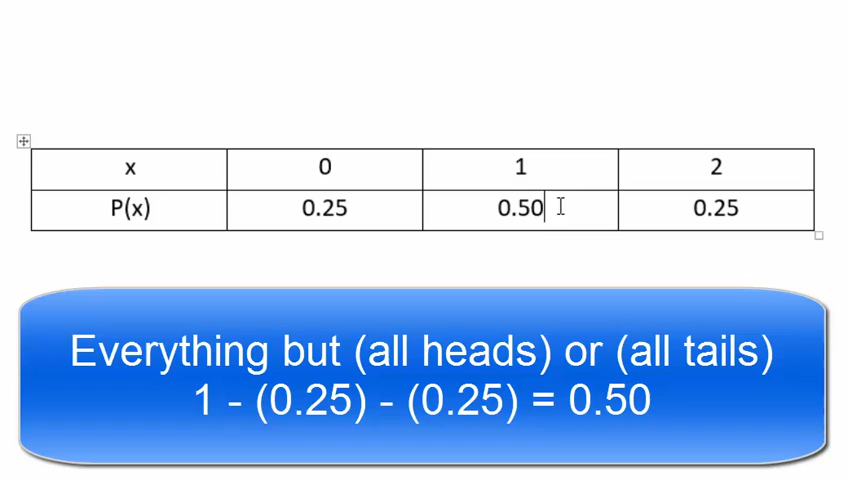 x 0 1 2
P(x) 0.25 0.50 0.25
Everything but (all heads) or (all tails)
1 - (0.25) - (0.25) = 0.50